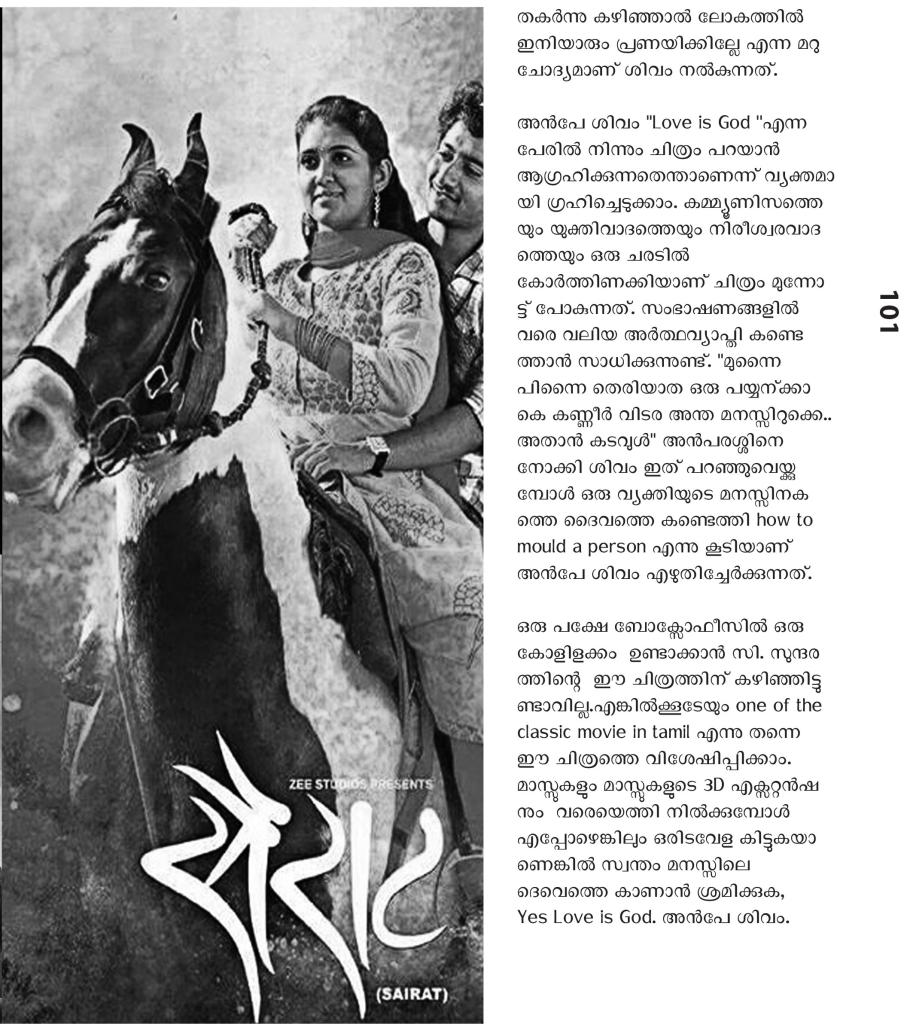 തകർന്നു കഴിഞ്ഞാൽ ലോകത്തിൽ
ഇനിയാരും പ്രണയിക്കില്ലേ എന്ന മറു
ചോദ്യമാണ് ശിവം നൽകുന്നത്.
അൻപേ ശിവം "Love is God "എന്ന
പേരിൽ നിന്നും ചിത്രം പറയാൻ
ആഗ്രഹിക്കുന്നതെന്താണെന്ന് വ്യക്തമാ
യി ഗ്രഹിച്ചെടുക്കാം. കമ്മ്യൂണിസത്തെ
യും യുക്തിവാദത്തെയും നിരീശ്വരവാദ
ത്തെയും ഒരു ചരടിൽ
കോർത്തിണക്കിയാണ് ചിത്രം മുന്നോ
ട്ട് പോകുന്നത്. സംഭാഷണങ്ങളിൽ
വരെ വലിയ അർത്ഥവ്യാപ്തി കണ്ടെ
ത്താൻ സാധിക്കുന്നുണ്ട്. "മുന്നൈ
പിന്നൈ തെരിയാത ഒരു പയ്യന്ക്കാ
കെ കണ്ണീർ വിടര അന്ത മനസ്സിറുക്കെ..
അതാൻ കടവുൾ" അൻപരശ്ശിനെ
നോക്കി ശിവം ഇത് പറഞ്ഞുവെയ്ക്കു
മ്പോൾ ഒരു വ്യക്തിയുടെ മനസ്സിനക
ത്തെ ദൈവത്തെ കണ്ടെത്തി how to
mould a person എന്നു കൂടിയാണ്
അൻപേ ശിവം എഴുതിച്ചേർക്കുന്നത്.
ഒരു പക്ഷേ ബോക്സോഫീസിൽ ഒരു
കോളിളക്കം ഉണ്ടാക്കാൻ സി. സുന്ദര
ത്തിന്റെ ഈ ചിത്രത്തിന് കഴിഞ്ഞിട്ടു
ണ്ടാവില്ല.എങ്കിൽക്കൂടേയും one of the
classic movie in tamil എന്നു തന്നെ
ഈ ചിത്രത്തെ വിശേഷിപ്പിക്കാം.
മാസ്സുകളും മാസ്സുകളുടെ 3D എക്സറ്റൻഷ
നും വരെയെത്തി നിൽക്കുമ്പോൾ
എപ്പോഴെങ്കിലും ഒരിടവേള കിട്ടുകയാ
ണെങ്കിൽ സ്വന്തം മനസ്സിലെ
ദൈവത്തെ കാണാൻ ശ്രമിക്കുക,
Yes Love is God. അൻപേ ശിവം.
101
ZEE STUDIOS PRESENTS
सैराट
(SAIRAT)